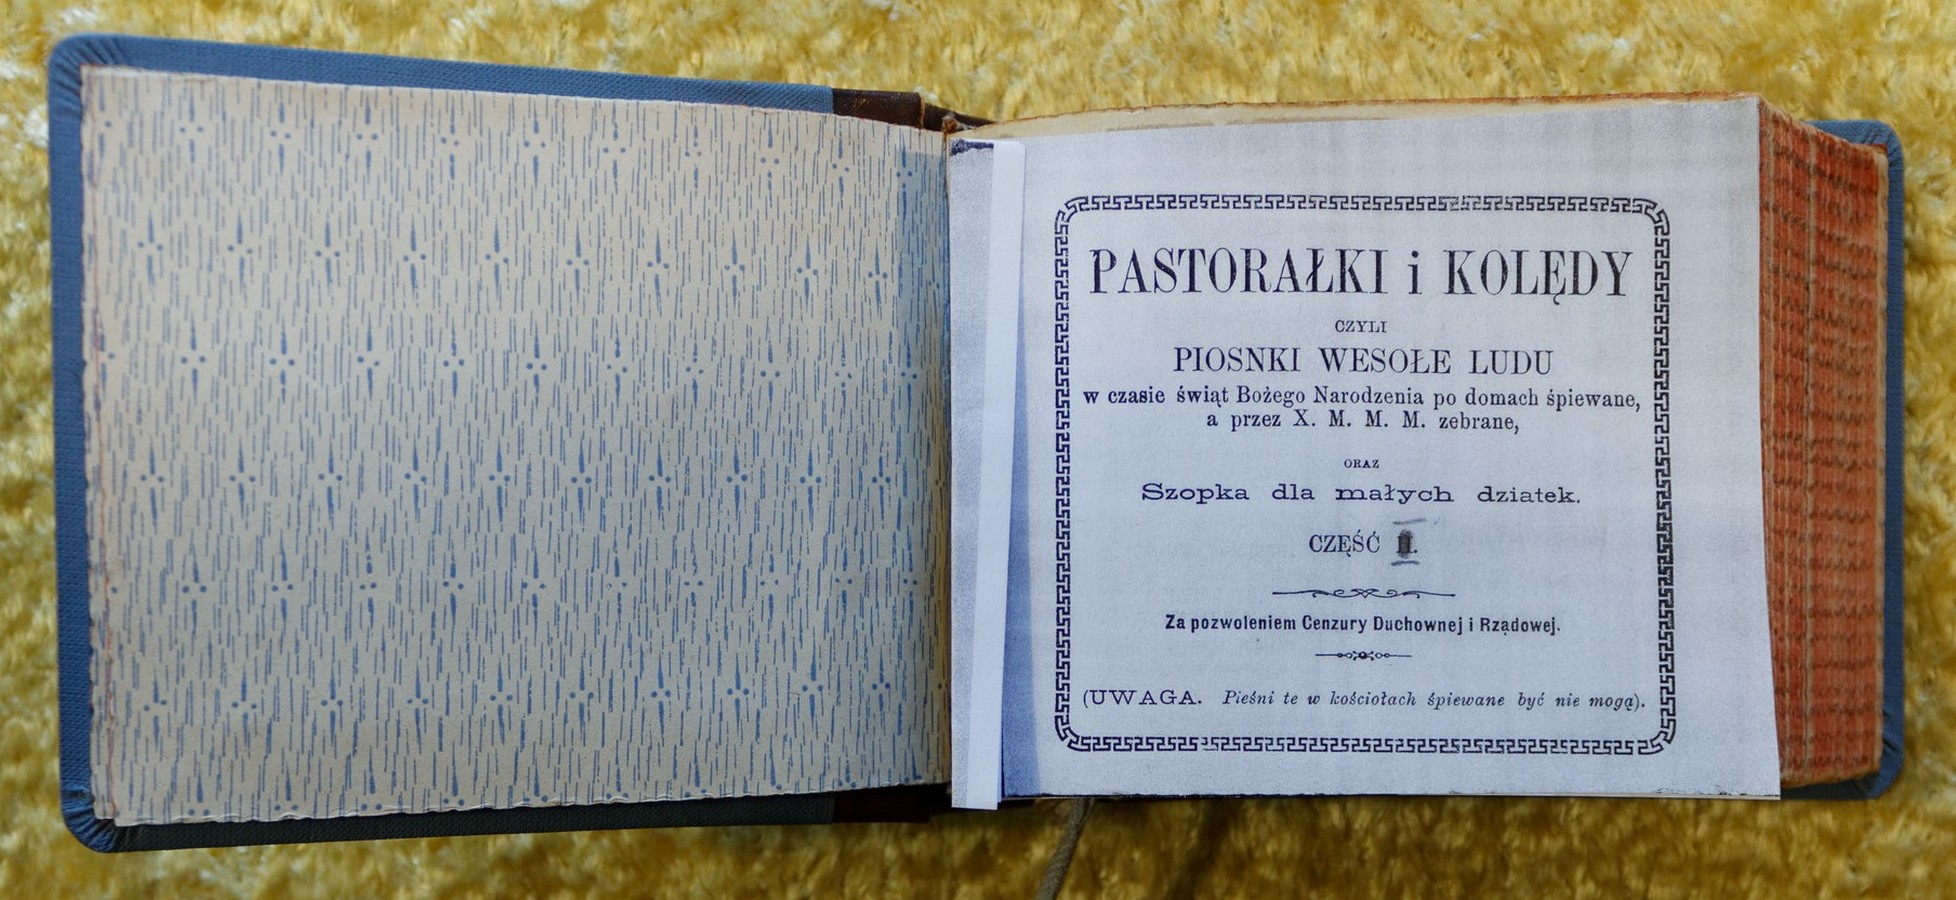 PASTORAŁKI i KOLĘDY
CZYLI
PIOSNKI WESOŁE LUDU
w czasie świąt Bożego Narodzenia po domach śpiewane,
a przez X. M. M. M. zebrane,
ORAZ
Szopka dla małych dziatek.
CZĘŚĆ
Za pozwoleniem Cenzury Duchownej i Rządowej.
(UWAGA. Pieśni te w kościołach śpiewane być nie mogą).